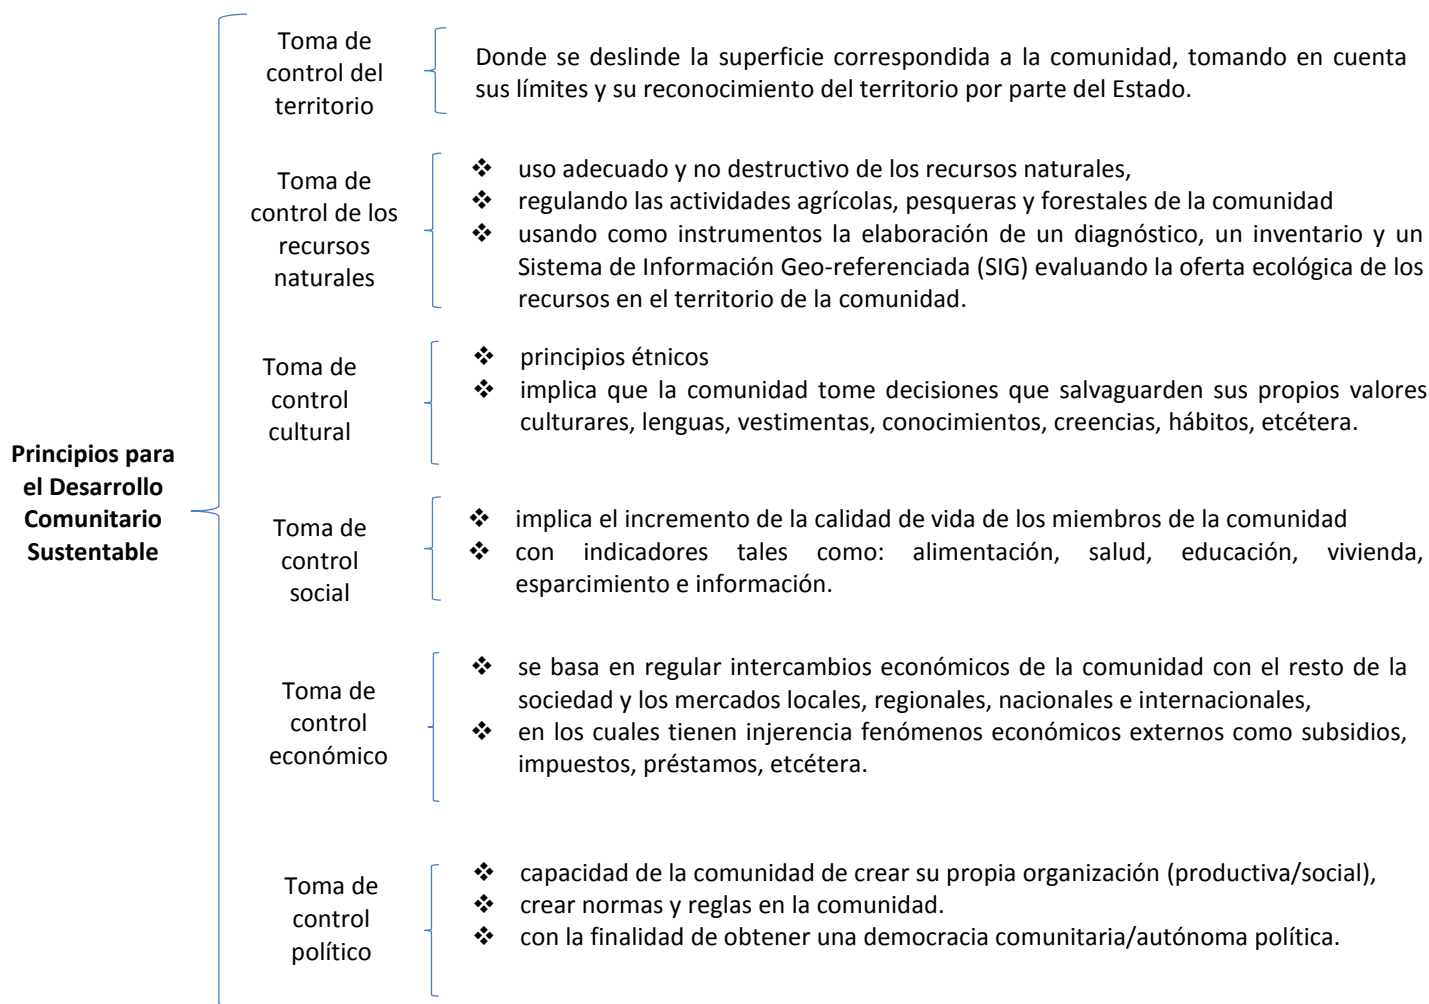 Toma de
control del
territorio
Donde se deslinde la superficie correspondida a la comunidad, tomando en cuenta
sus límites y su reconocimiento del territorio por parte del Estado.
Toma de
control de los
recursos
naturales
❖ uso adecuado y no destructivo de los recursos naturales,
❖ regulando las actividades agrícolas, pesqueras y forestales de la comunidad
❖ usando como instrumentos la elaboración de un diagnóstico, un inventario y un
Sistema de Información Geo-referenciada (SIG) evaluando la oferta ecológica de los
recursos en el territorio de la comunidad.
Toma de
control
cultural
❖ principios étnicos
❖ implica que la comunidad tome decisiones que salvaguarden sus propios valores
culturares, lenguas, vestimentas, conocimientos, creencias, hábitos, etcétera.
Principios para
el Desarrollo
Comunitario
Sustentable
Toma de
control
social
❖ implica el incremento de la calidad de vida de los miembros de la comunidad
❖ con indicadores tales como: alimentación, salud, educación, vivienda,
esparcimiento e información.
Toma de
control
económico
❖ se basa en regular intercambios económicos de la comunidad con el resto de la
sociedad y los mercados locales, regionales, nacionales e internacionales,
❖ en los cuales tienen injerencia fenómenos económicos externos como subsidios,
impuestos, préstamos, etcétera.
Toma de
control
político
❖ capacidad de la comunidad de crear su propia organización (productiva/social),
❖ crear normas y reglas en la comunidad.
❖ con la finalidad de obtener una democracia comunitaria/autónoma política.